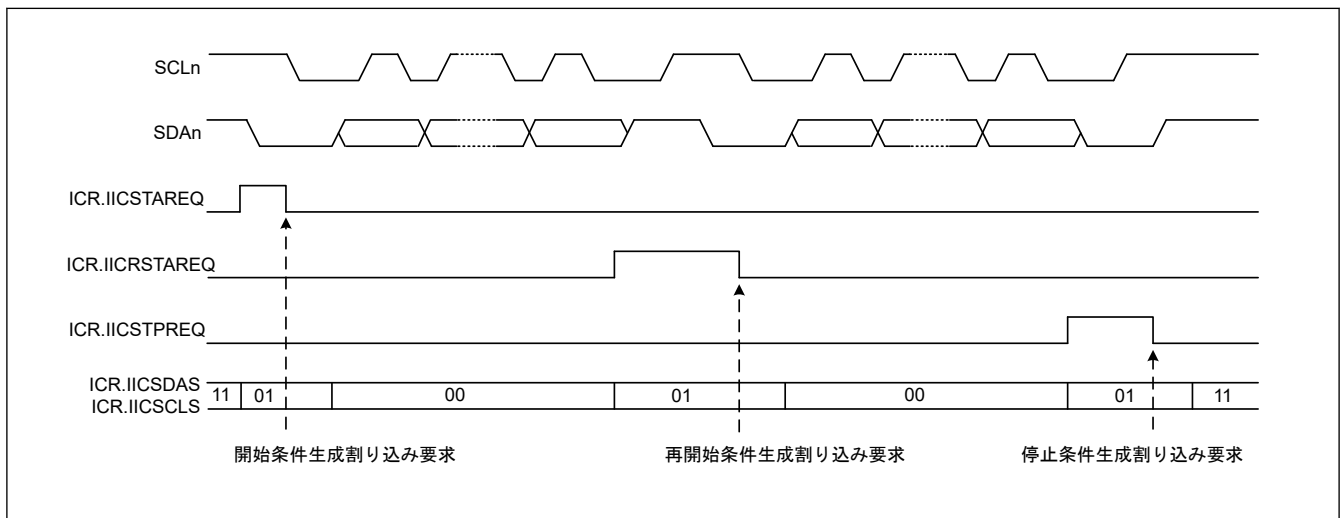 SCLn
SDAn
ICR.IICSTAREQ
ICR.IICRSTAREQ
ICR.IICSTPREQ
ICR.IICSDAS
ICR.IICSCLS
11 01 00 01 00 01 11
開始条件生成割り込み要求 再開始条件生成割り込み要求 停止条件生成割り込み要求